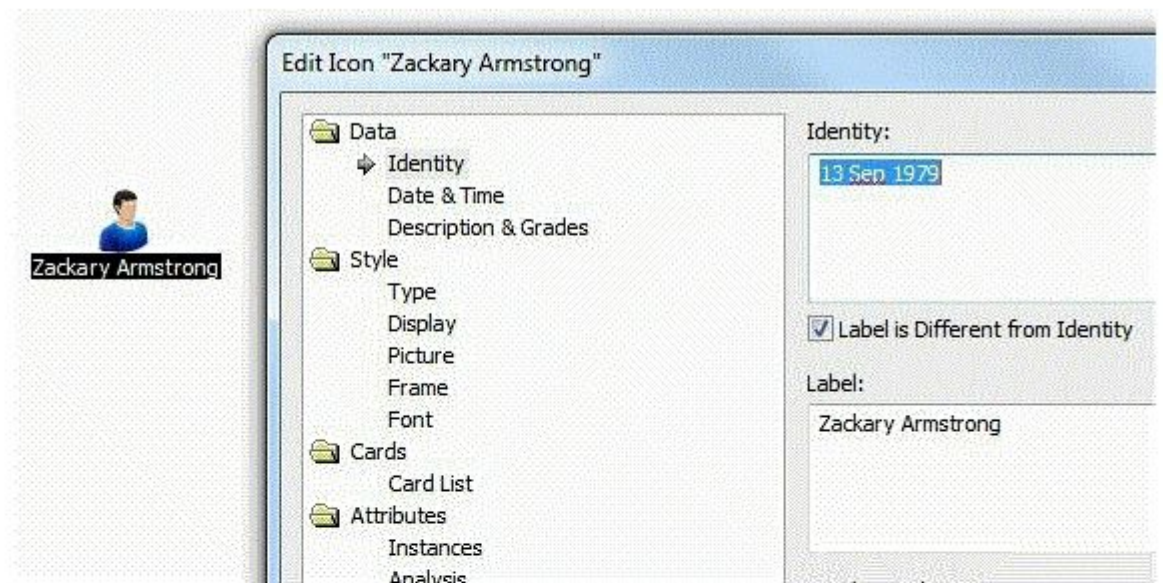 Edit Icon "Zackary Armstrong"
Zackary Armstrong
Data
Identity
Date & Time
Description & Grades
Style
Type
Display
Picture
Frame
Font
Cards
Card List
Attributes
Instances
Analysis
Identity:
13 Sep 1979
Label is Different from Identity
Label:
Zackary Armstrong